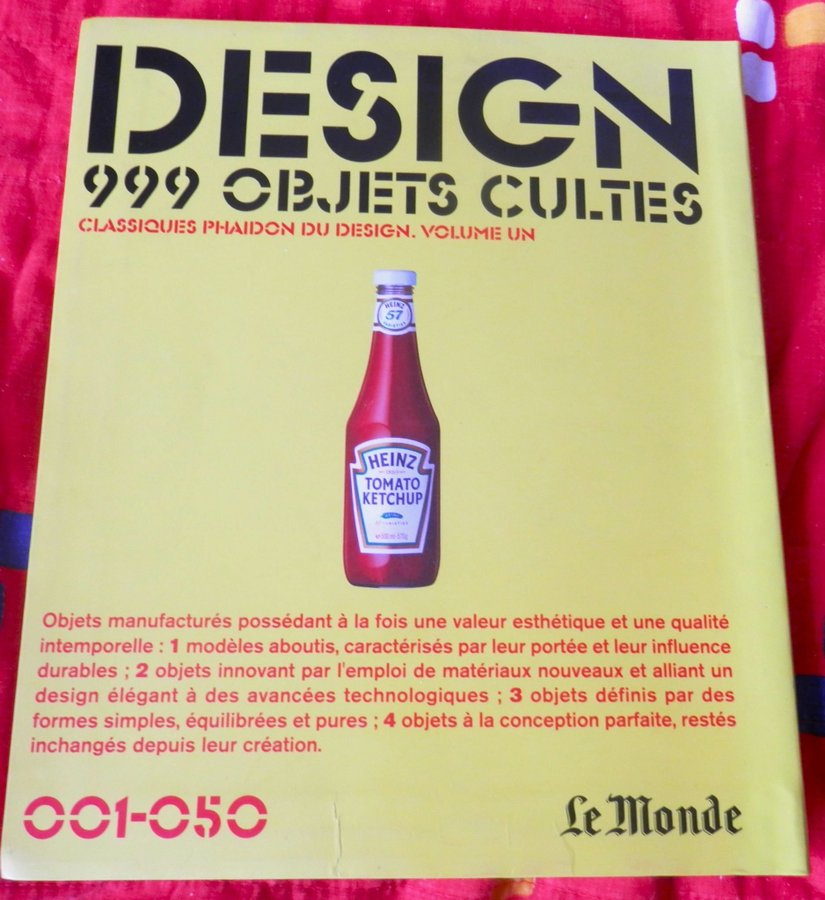 DESIGN
999 OBJETS CULTES
CLASSIQUES PHAIDON DU DESIGN. VOLUME UN
HEINZ
57
VARIETIES
HEINZ
TOMATO
KETCHUP
Objets manufacturés possédant à la fois une valeur esthétique et une qualité
intemporelle : 1 modèles aboutis, caractérisés par leur portée et leur influence
durables ; 2 objets innovant par l'emploi de matériaux nouveaux et alliant un
design élégant à des avancées technologiques ; 3 objets définis par des
formes simples, équilibrées et pures ; 4 objets à la conception parfaite, restés
inchangés depuis leur création.
001-050
Le Monde